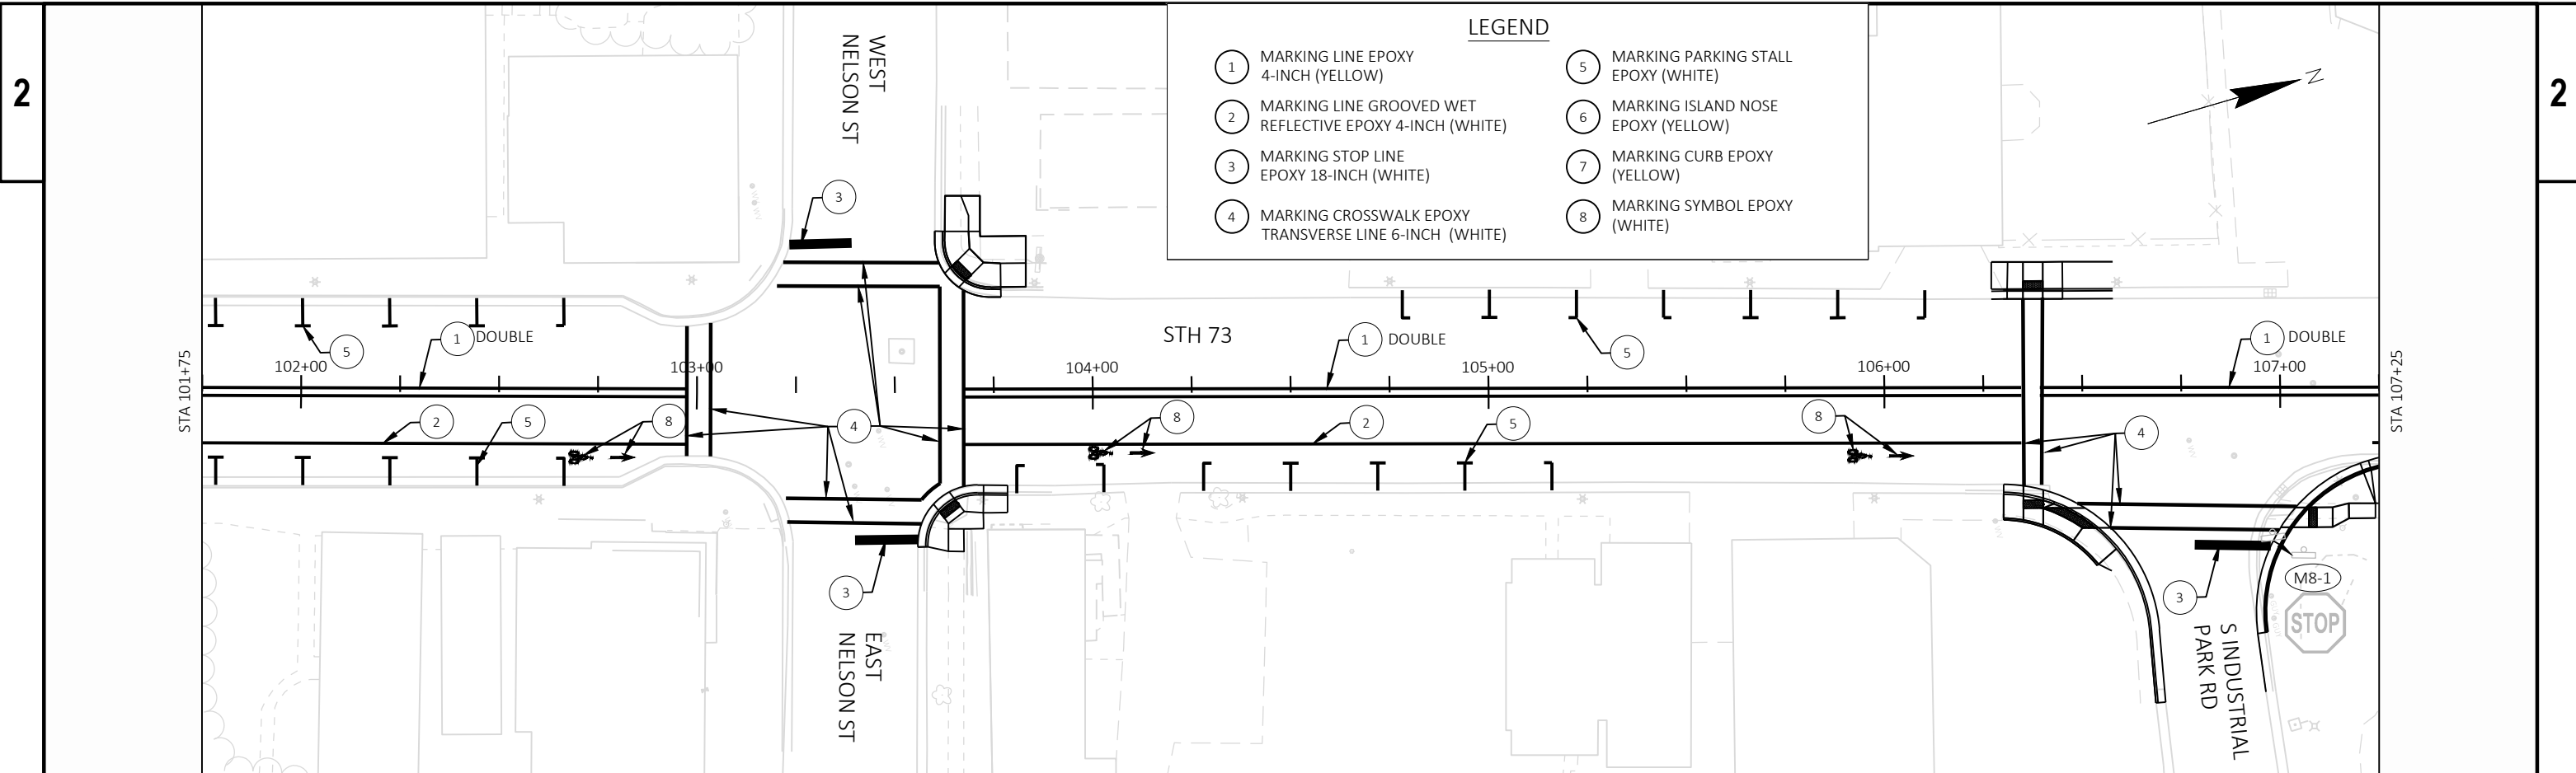 2
2
LEGEND
1 MARKING LINE EPOXY
4-INCH (YELLOW)
2 MARKING LINE GROOVED WET
REFLECTIVE EPOXY 4-INCH (WHITE)
3 MARKING STOP LINE
EPOXY 18-INCH (WHITE)
4 MARKING CROSSWALK EPOXY
TRANSVERSE LINE 6-INCH (WHITE)
5 MARKING PARKING STALL
EPOXY (WHITE)
6 MARKING ISLAND NOSE
EPOXY (YELLOW)
7 MARKING CURB EPOXY
(YELLOW)
8 MARKING SYMBOL EPOXY
(WHITE)
N
WEST
NELSON ST
3
STH 73
5
1 DOUBLE
1 DOUBLE
5
1 DOUBLE
STA 101+75
102+00
103+00
104+00
105+00
106+00
107+00
STA 107+25
2
5
8
4
8
2
5
8
4
3
3
M8-1
STOP
EAST
NELSON ST
S INDUSTRIAL
PARK RD